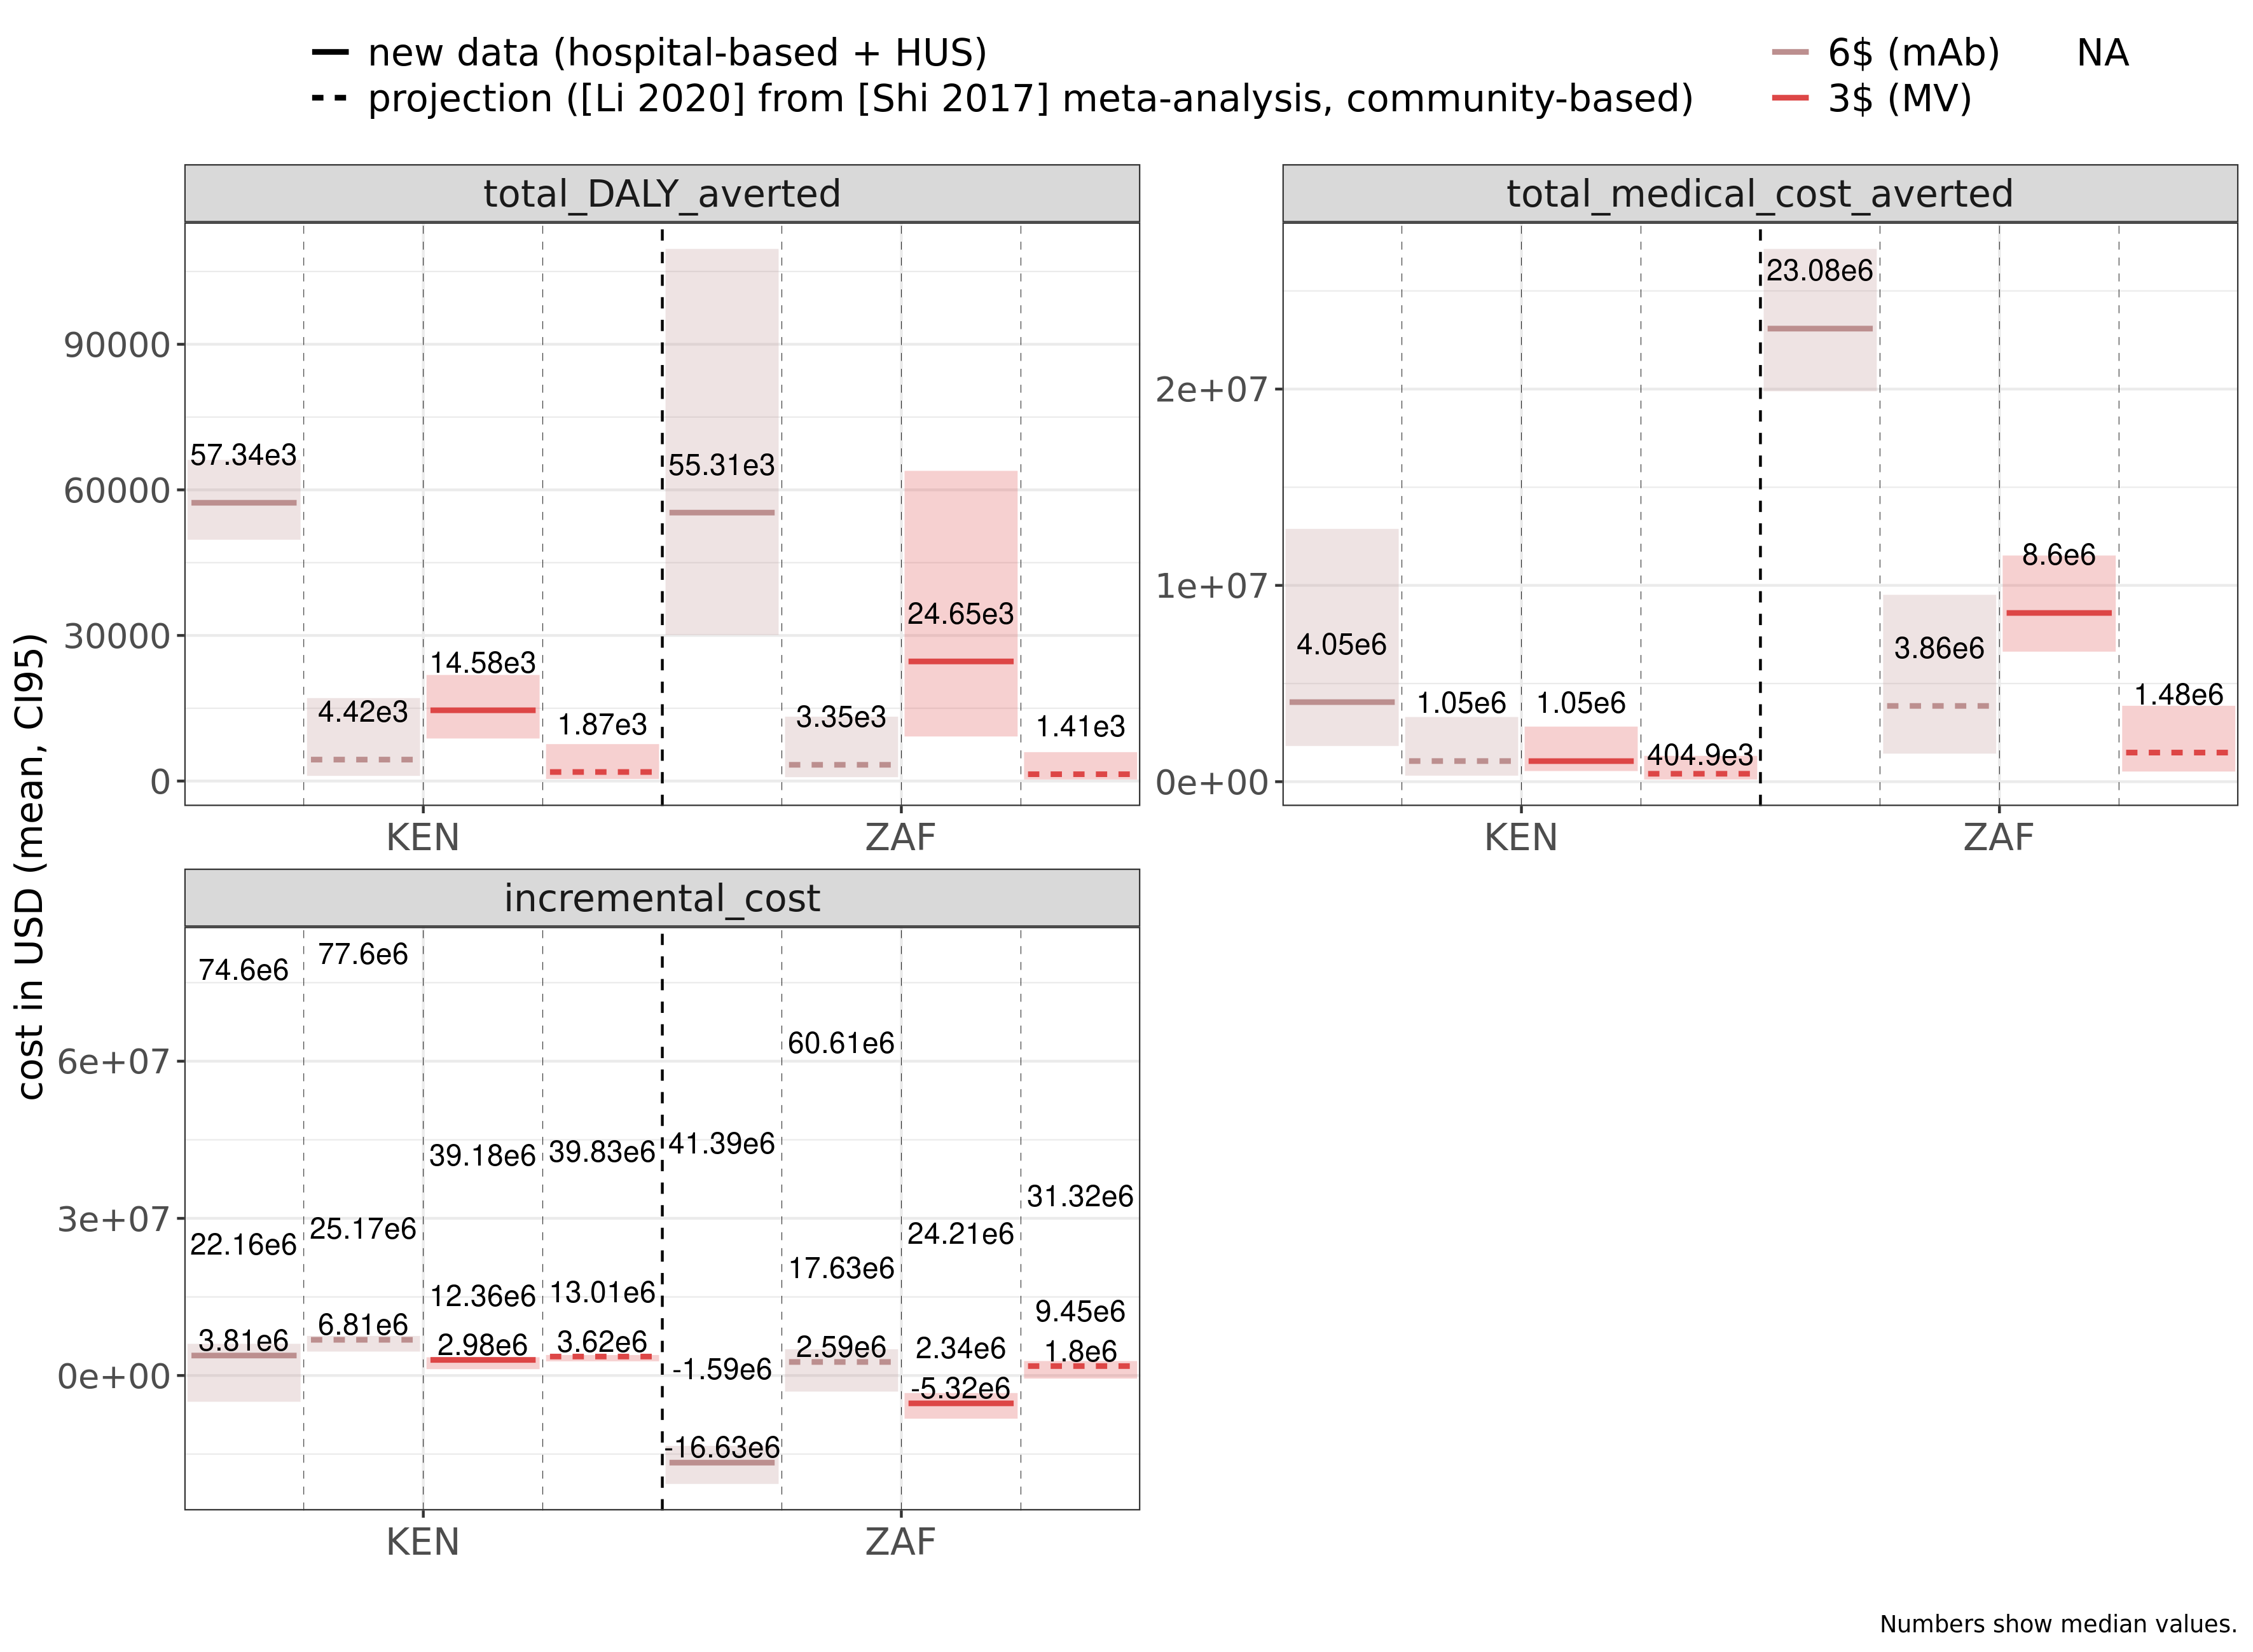 new data (hospital-based + HUS)
projection ([Li 2020] from [Shi 2017] meta-analysis, community-based)
6$ (mAb)
3$ (MV)
NA
cost in USD (mean, CI95)
total_DALY_averted
90000
60000
30000
0
57.34e3
4.42e3
14.58e3
1.87e3
55.31e3
3.35e3
24.65e3
1.41e3
KEN
ZAF
total_medical_cost_averted
2e+07
1e+07
0e+00
4.05e6
1.05e6
1.05e6
404.9e3
23.08e6
3.86e6
8.6e6
1.48e6
KEN
ZAF
incremental_cost
6e+07
3e+07
0e+00
74.6e6
77.6e6
39.18e6
39.83e6
41.39e6
60.61e6
24.21e6
31.32e6
22.16e6
25.17e6
12.36e6
13.01e6
-1.59e6
17.63e6
2.34e6
9.45e6
3.81e6
6.81e6
2.98e6
3.62e6
-16.63e6
2.59e6
-5.32e6
1.8e6
KEN
ZAF
Numbers show median values.